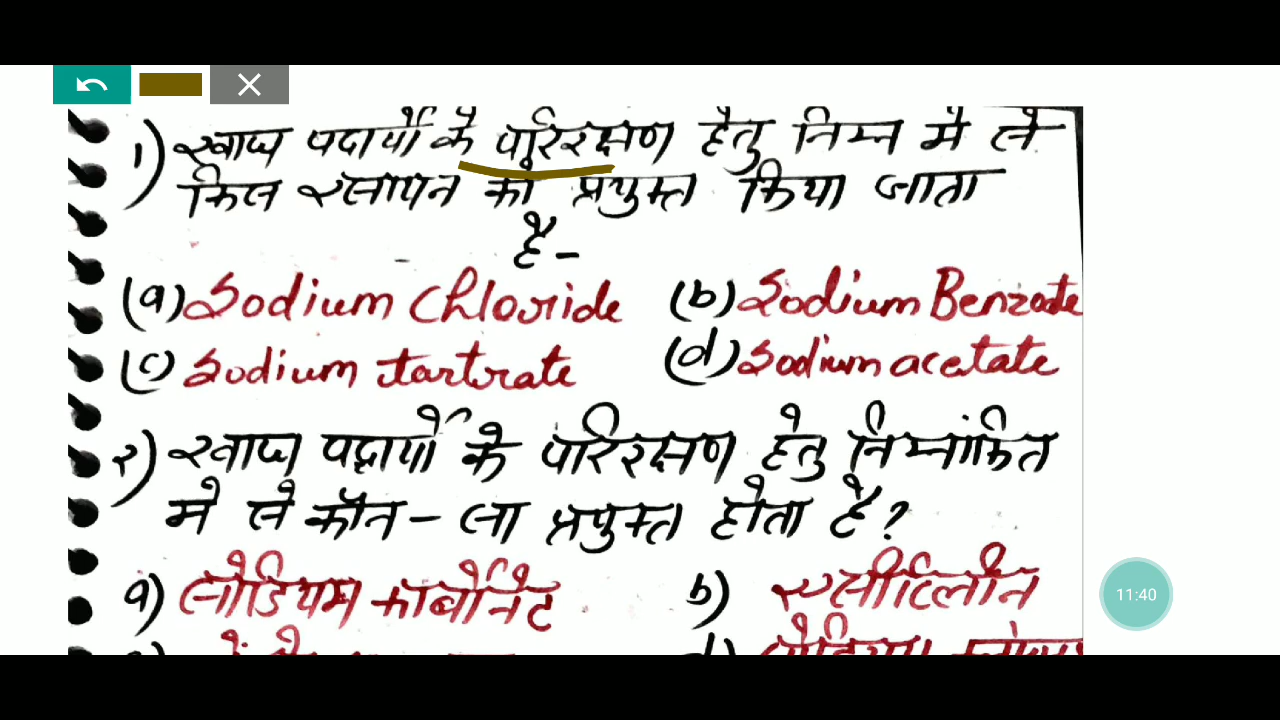 1) खाद्य पदार्थों के परिरक्षण हेतु निम्न में से
किस रसायन को प्रयुक्त किया जाता
है-
(a) Sodium Chloride (b) Sodium Benzoate
(c) Sodium tartrate (d) Sodium acetate
2) खाद्य पदार्थों के परिरक्षण हेतु निम्नांकित
में से कौन-सा प्रयुक्त होता है?
a) सोडियम कार्बोनेट b) एसीटिलीन
11:40